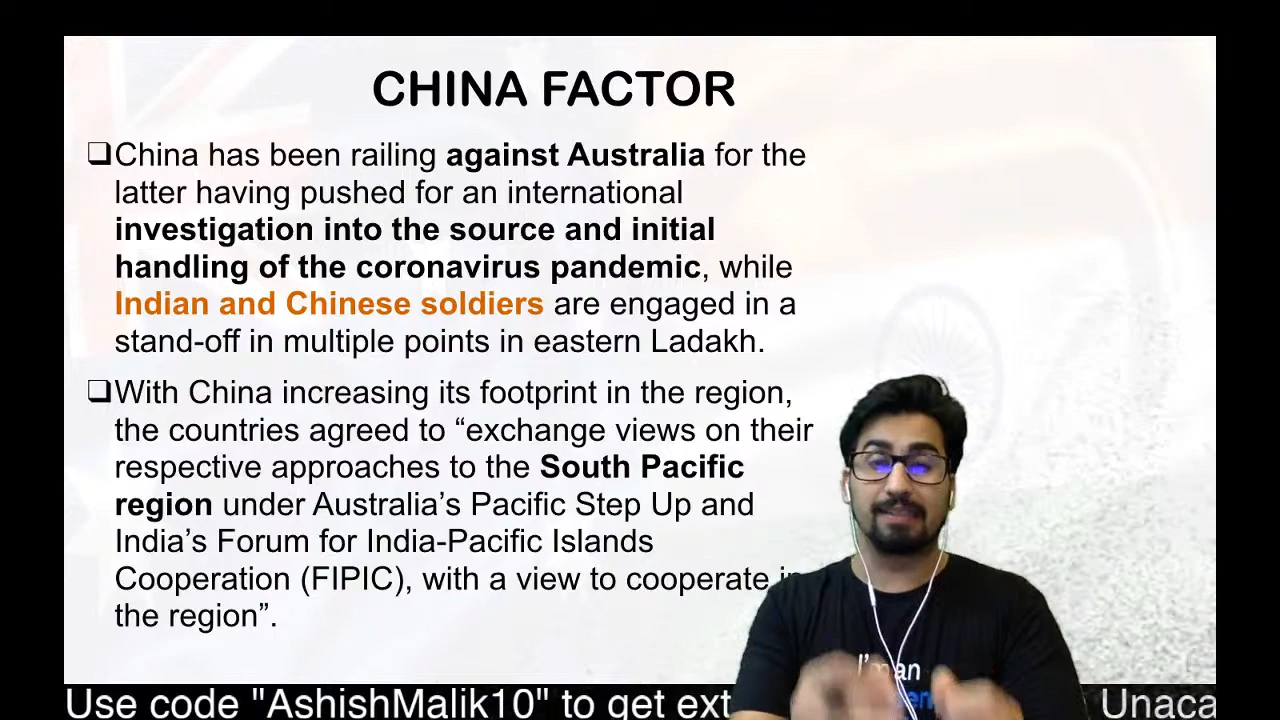 CHINA FACTOR
❑China has been railing against Australia for the
latter having pushed for an international
investigation into the source and initial
handling of the coronavirus pandemic, while
Indian and Chinese soldiers are engaged in a
stand-off in multiple points in eastern Ladakh.
❑With China increasing its footprint in the region,
the countries agreed to “exchange views on their
respective approaches to the South Pacific
region under Australia’s Pacific Step Up and
India’s Forum for India-Pacific Islands
Cooperation (FIPIC), with a view to cooperate in
the region”.
I'm an
Use code "AshishMalik10" to get ext
Unaca